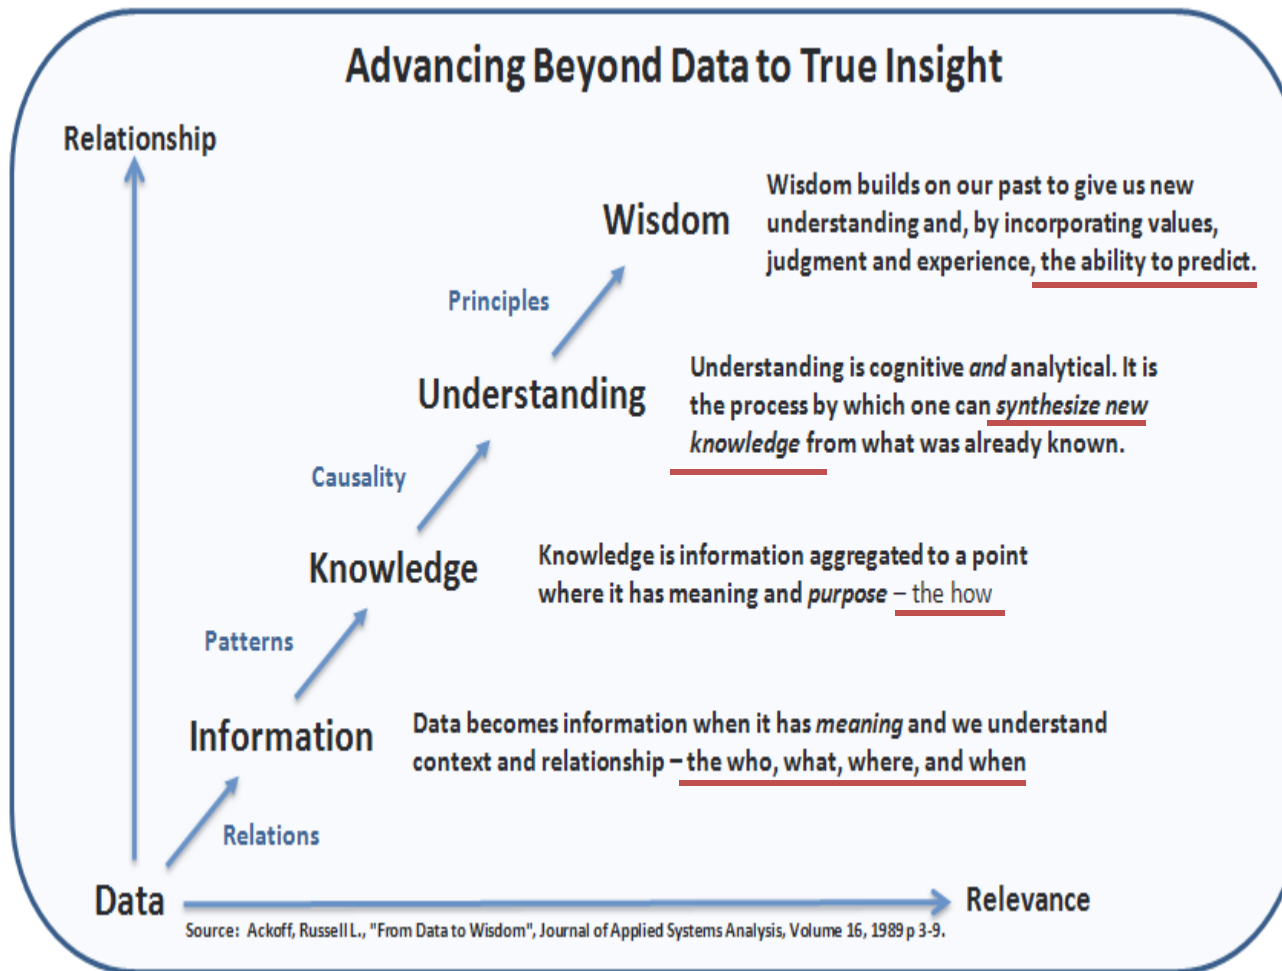 Advancing Beyond Data to True Insight
Relationship
Wisdom
Wisdom builds on our past to give us new
understanding and, by incorporating values,
judgment and experience, the ability to predict.
Principles
Understanding
Understanding is cognitive and analytical. It is
the process by which one can synthesize new
knowledge from what was already known.
Causality
Knowledge
Knowledge is information aggregated to a point
where it has meaning and purpose – the how
Patterns
Information
Data becomes information when it has meaning and we understand
context and relationship – the who, what, where, and when
Relations
Data
Relevance
Source: Ackoff, Russell L., "From Data to Wisdom", Journal of Applied Systems Analysis, Volume 16, 1989 p 3-9.